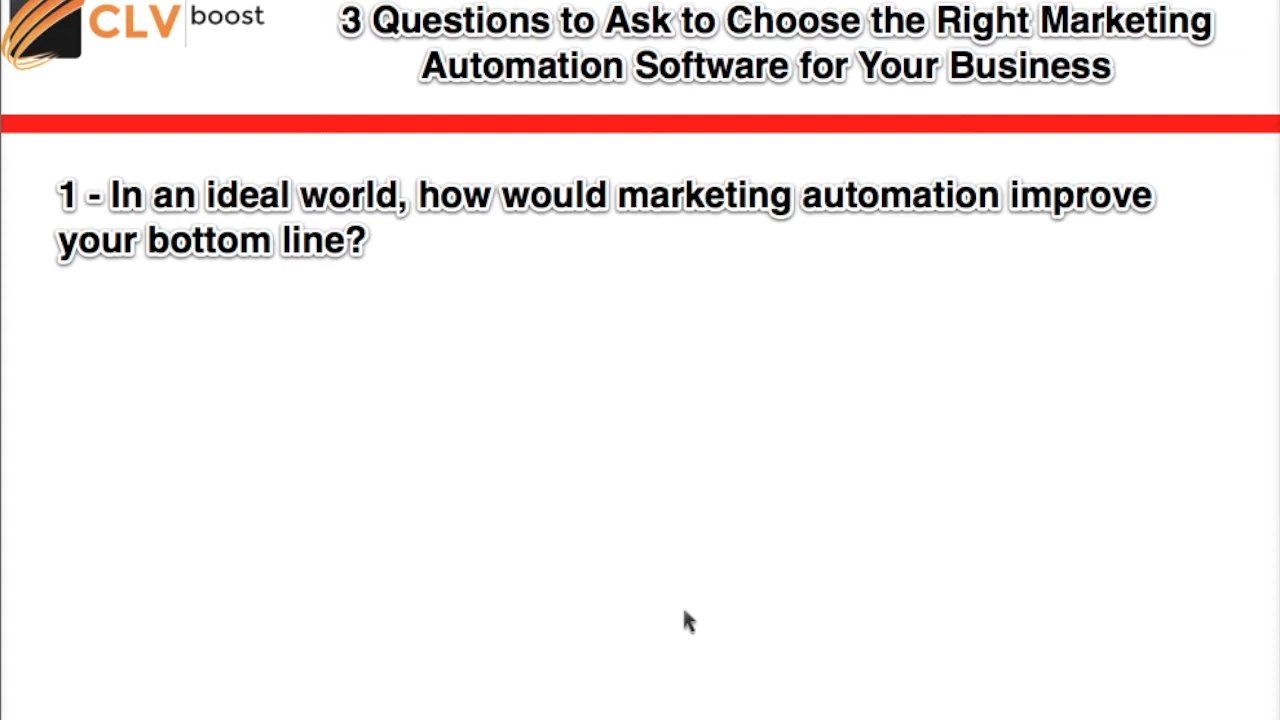 CLV boost
3 Questions to Ask to Choose the Right Marketing
Automation Software for Your Business
1 - In an ideal world, how would marketing automation improve
your bottom line?